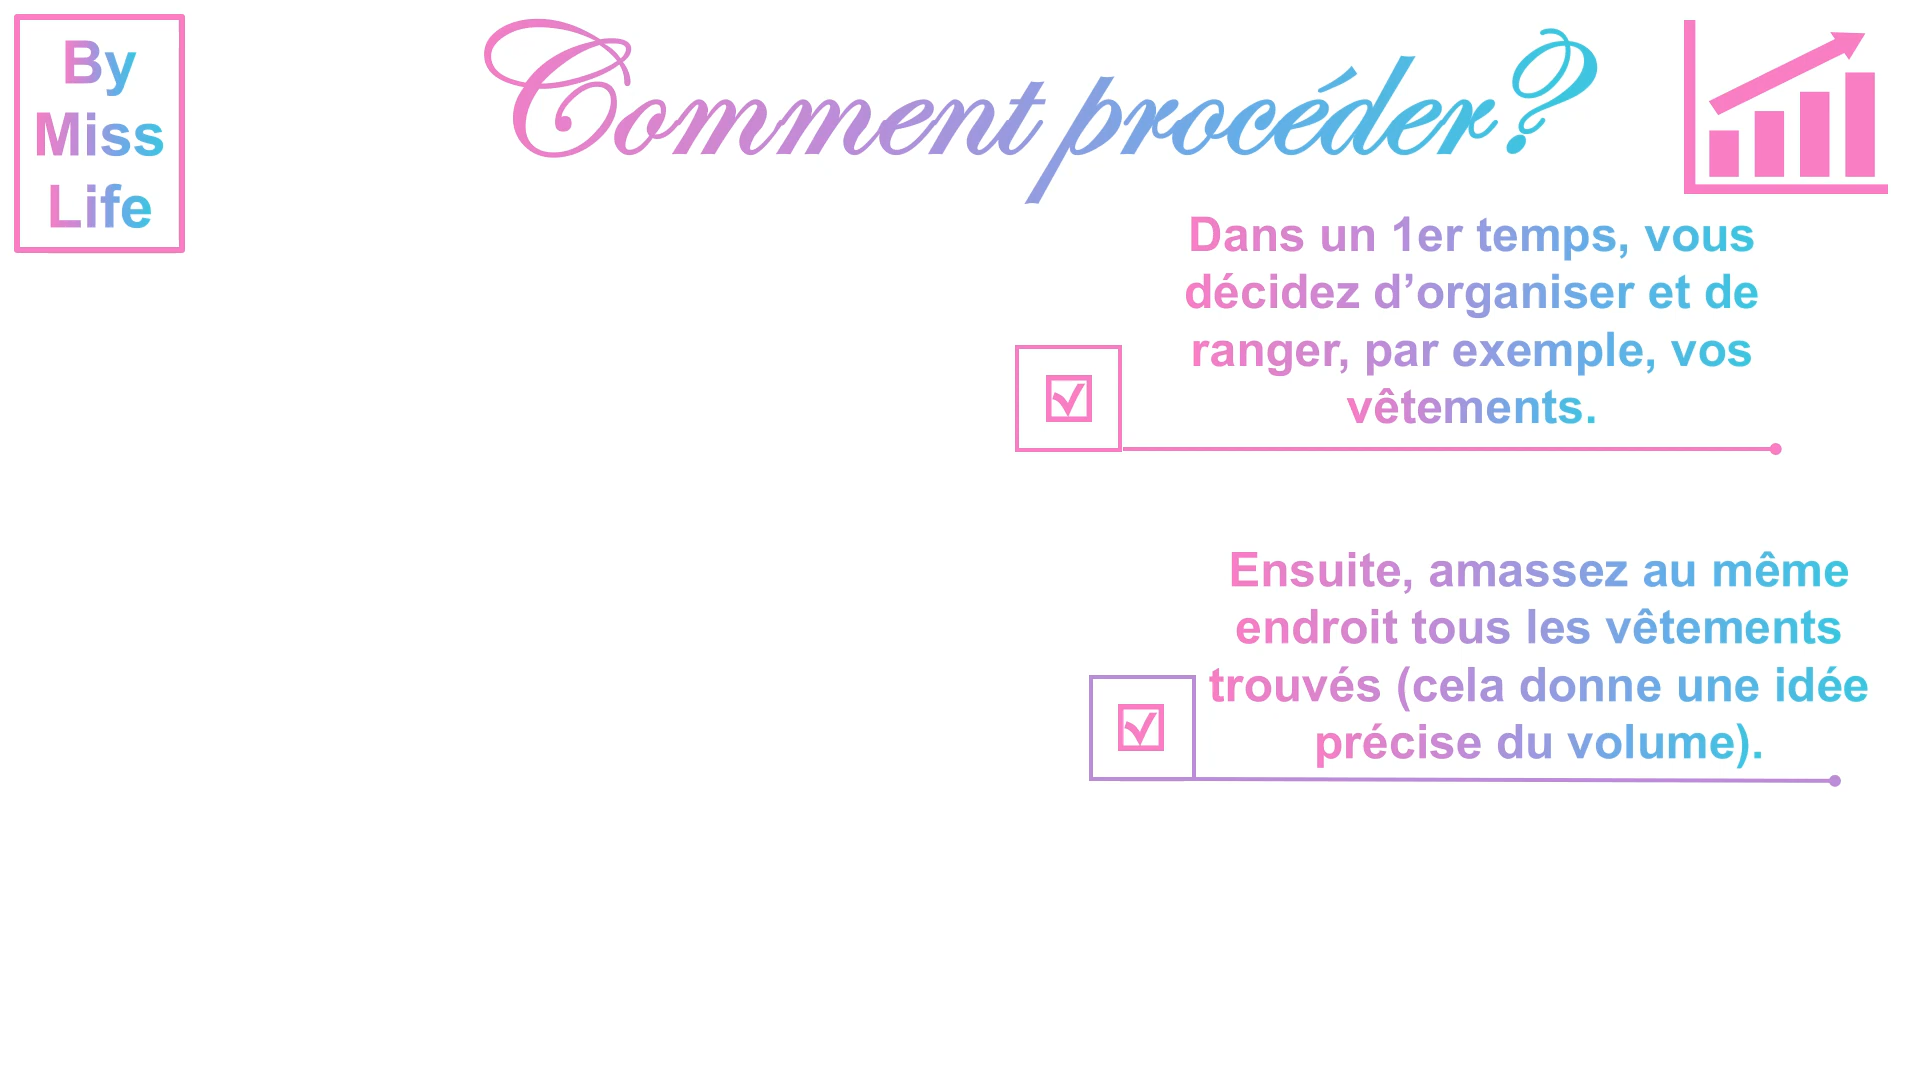 By
Miss
Life
Comment procéder?
Dans un 1er temps, vous
décidez d’organiser et de
ranger, par exemple, vos
vêtements.
Ensuite, amassez au même
endroit tous les vêtements
trouvés (cela donne une idée
précise du volume).